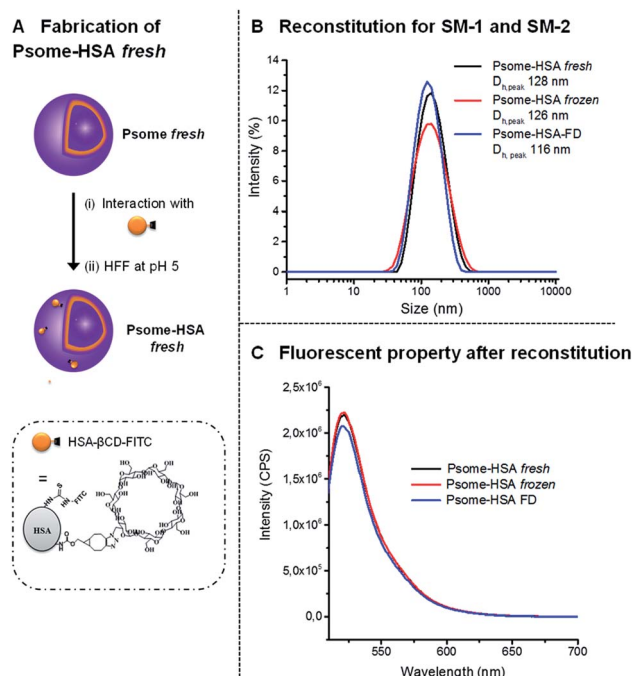 A Fabrication of
Psome-HSA fresh
Psome fresh
(i) Interaction with
(ii) HFF at pH 5
Psome-HSA
fresh
HSA-βCD-FITC
=
S
HN
HN
FITC
HSA
B Reconstitution for SM-1 and SM-2
Psome-HSA fresh
Dh,peak 128 nm
Psome-HSA frozen
Dh,peak 126 nm
Psome-HSA-FD
Dh, peak 116 nm
Intensity (%)
14
12
10
8
6
4
2
0
1
10
100
1000
10000
Size (nm)
C Fluorescent property after reconstitution
2,5x10⁶
2,0x10⁶
1,5x10⁶
1,0x10⁶
5,0x10⁵
0,0
Intensity (CPS)
Psome-HSA fresh
Psome-HSA frozen
Psome-HSA FD
550
600
650
700
Wavelength (nm)